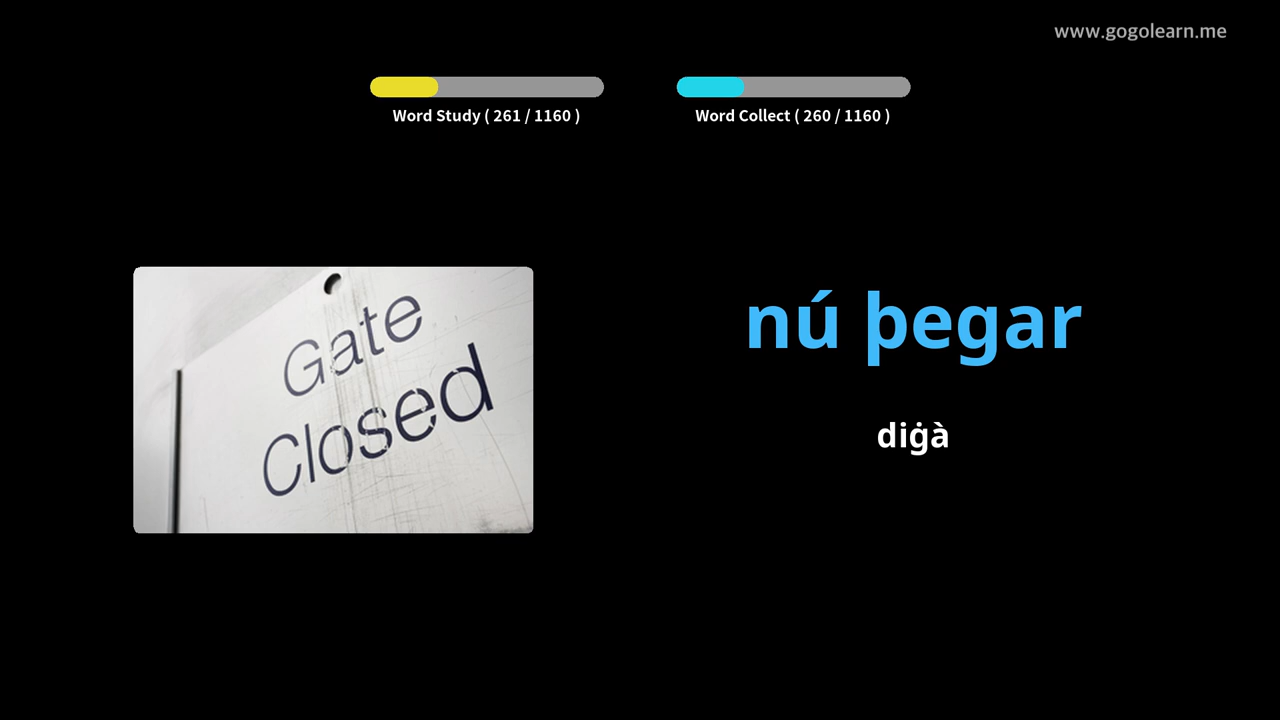 www.gogolearn.me
Word Study ( 261 / 1160 )
Word Collect ( 260 / 1160 )
Gate
Closed
nú þegar
diġà